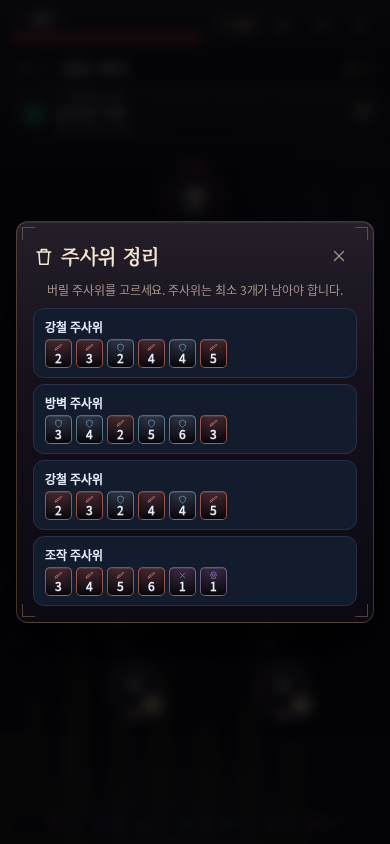 주사위 정리
버릴 주사위를 고르세요. 주사위는 최소 3개가 남아야 합니다.
강철 주사위
2 3 2 4 4 5
방벽 주사위
3 4 2 5 6 3
강철 주사위
2 3 2 4 4 5
조작 주사위
3 4 5 6 1 1